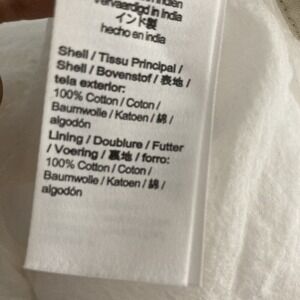 Vervaardigd in India
インド製
hecho en india
Shell / Tissu Principal /
Shell / Bovenstof / 表地 /
tela exterior:
100% Cotton / Coton /
Baumwolle / Katoen / 綿 /
algodón
Lining / Doublure / Futter
/ Voering / 裏地 / forro:
100% Cotton / Coton /
Baumwolle / Katoen / 綿 /
algodón